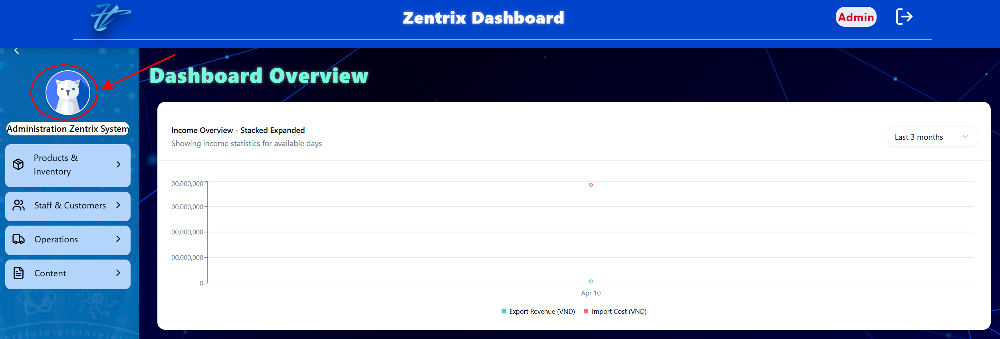 Zentrix Dashboard
Admin
Dashboard Overview
Administration Zentrix System
Products &
Inventory
Staff & Customers
Operations
Content
Income Overview - Stacked Expanded
Showing income statistics for available days
Last 3 months
00,000,000
00,000,000
00,000,000
00,000,000
0
Apr 10
Export Revenue (VND) Import Cost (VND)